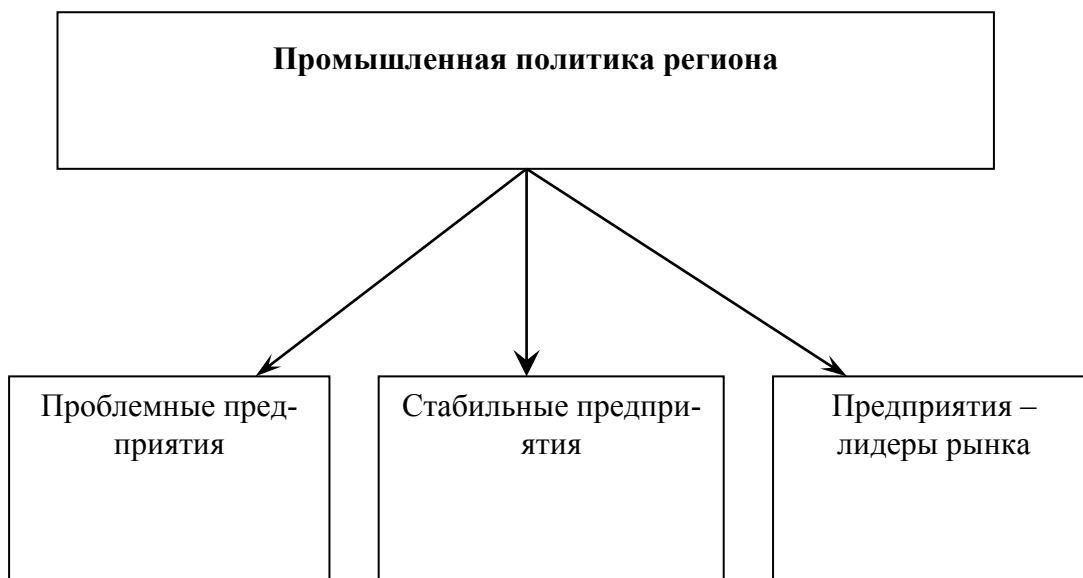 Промышленная политика региона
Проблемные пред-
приятия
Стабильные предпри-
ятия
Предприятия –
лидеры рынка